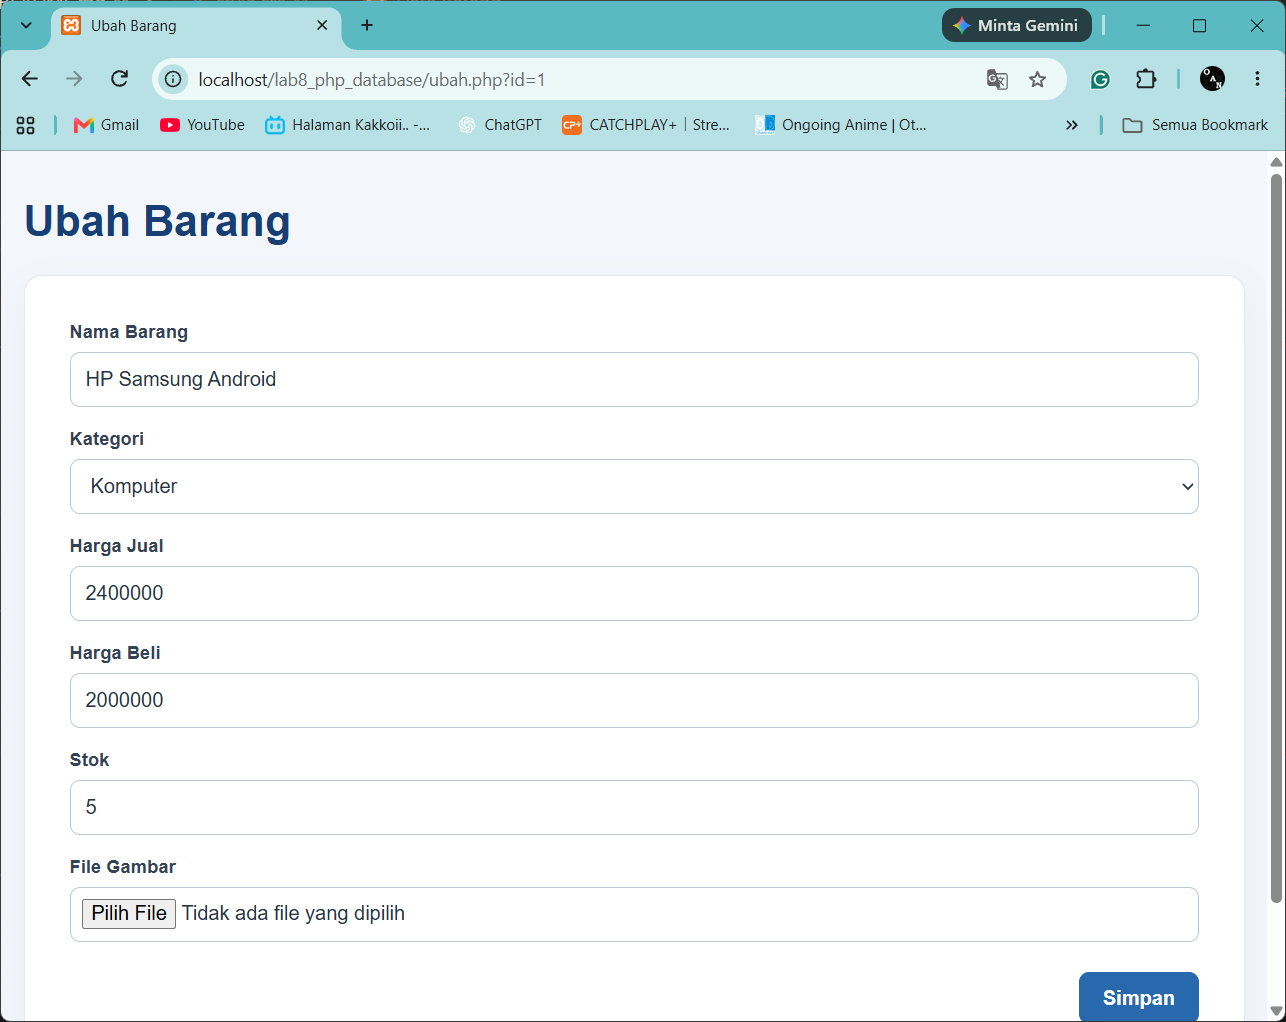 Ubah Barang
Minta Gemini
localhost/lab8_php_database/ubah.php?id=1
Gmail
YouTube
Halaman Kakkoii.. -...
ChatGPT
CATCHPLAY+ | Stre...
Ongoing Anime | Ot...
Semua Bookmark
Ubah Barang
Nama Barang
HP Samsung Android
Kategori
Komputer
Harga Jual
2400000
Harga Beli
2000000
Stok
5
File Gambar
Pilih File Tidak ada file yang dipilih
Simpan